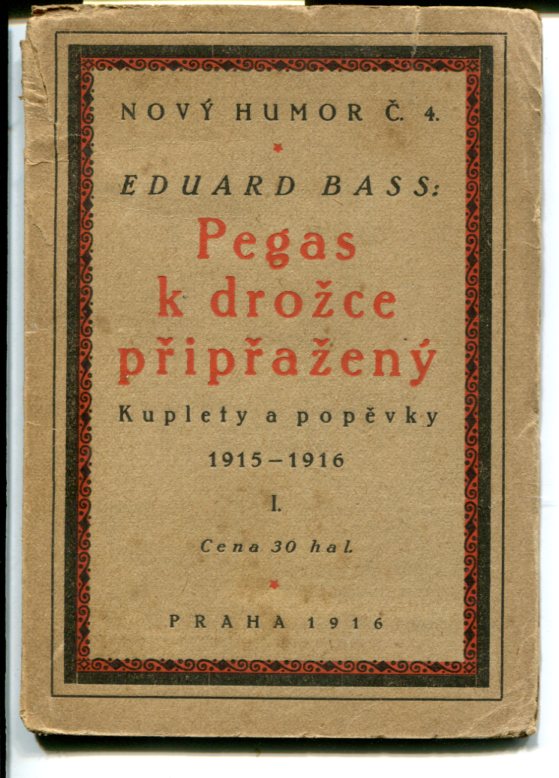 NOVÝ HUMOR Č. 4.
EDUARD BASS:
Pegas
k drožce
připřažený
Kuplety a popěvky
1915–1916
I.
Cena 30 hal.
PRAHA 1916